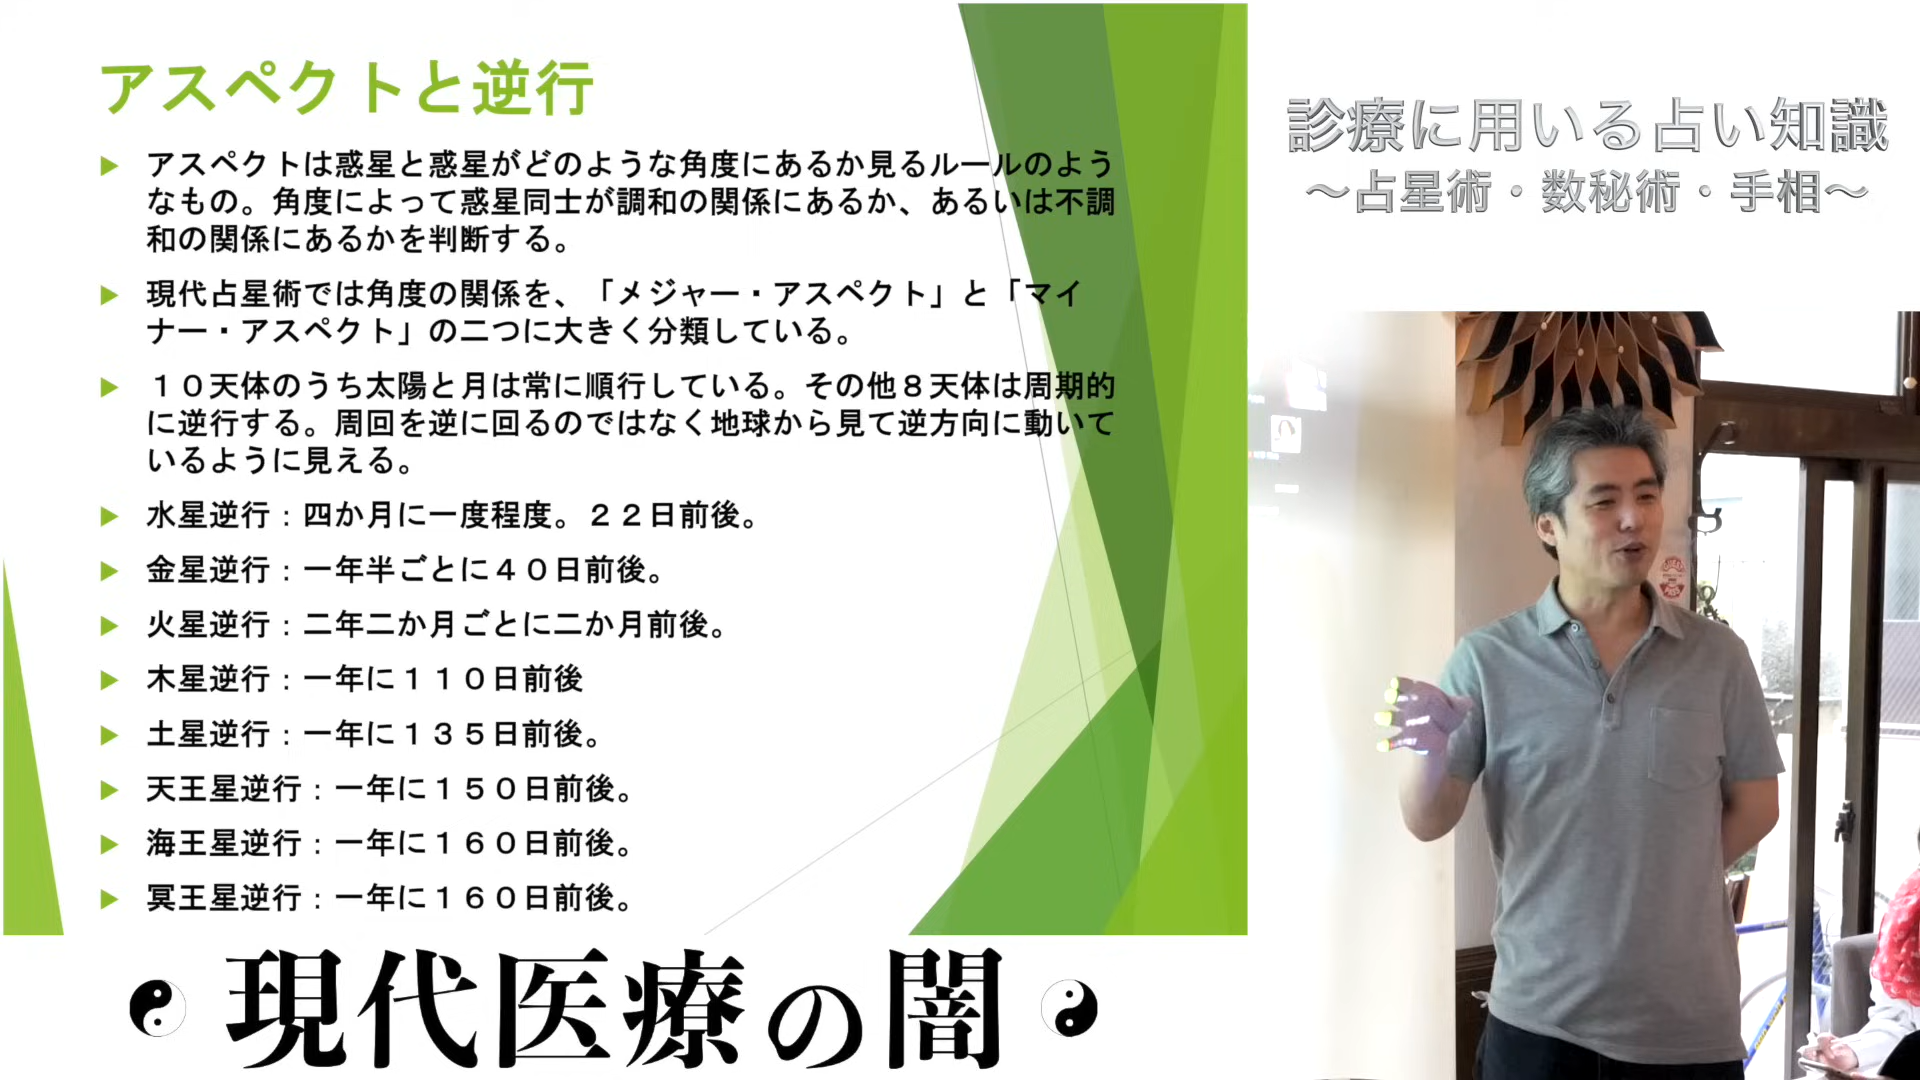 アスペクトと逆行
アスペクトは惑星と惑星がどのような角度にあるか見るルールのよう
なもの。角度によって惑星同士が調和の関係にあるか、あるいは不調
和の関係にあるかを判断する。
現代占星術では角度の関係を、「メジャー・アスペクト」と「マイ
ナー・アスペクト」の二つに大きく分類している。
１０天体のうち太陽と月は常に順行している。その他８天体は周期的
に逆行する。周回を逆に回るのではなく地球から見て逆方向に動いて
いるように見える。
水星逆行：四か月に一度程度。２２日前後。
金星逆行：一年半ごとに４０日前後。
火星逆行：二年二か月ごとに二か月前後。
木星逆行：一年に１１０日前後
土星逆行：一年に１３５日前後。
天王星逆行：一年に１５０日前後。
海王星逆行：一年に１６０日前後。
冥王星逆行：一年に１６０日前後。
診療に用いる占い知識
～占星術・数秘術・手相～
現代医療の闇